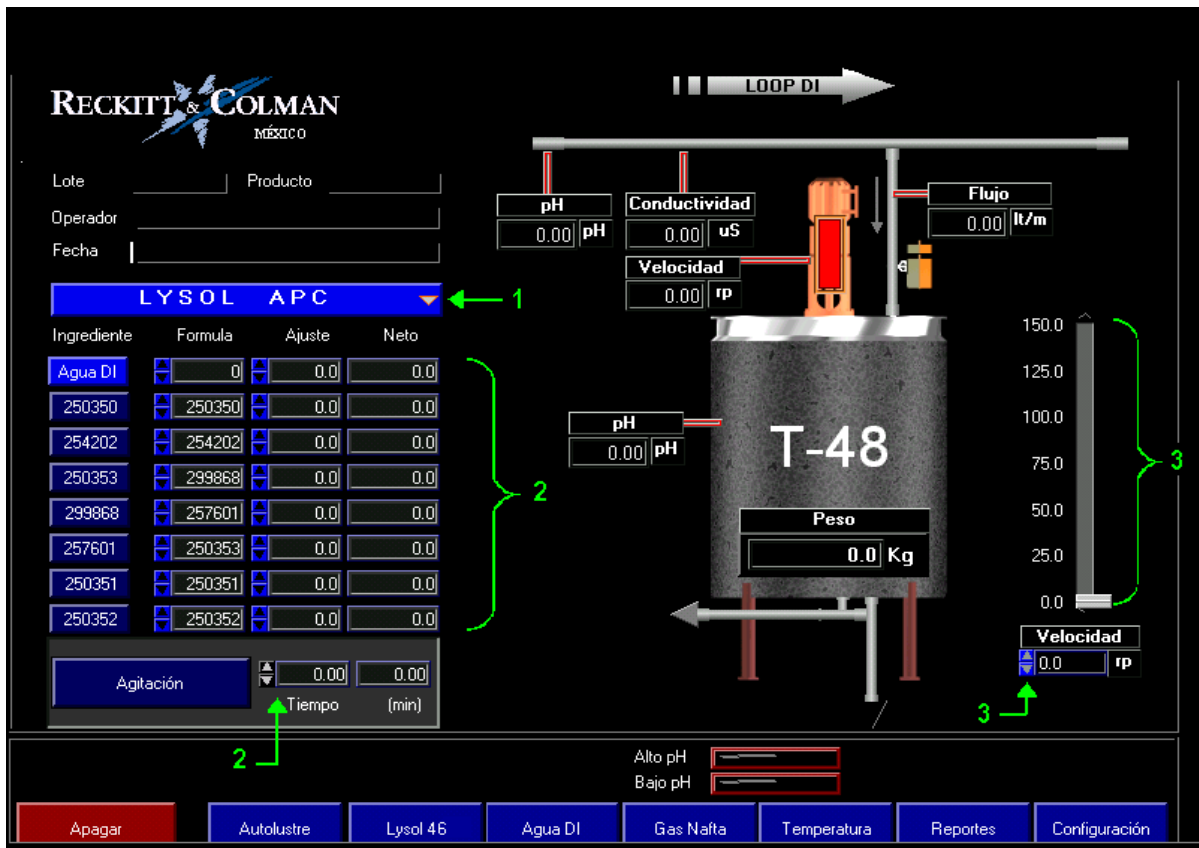 RECKITT & COLMAN
MÉXICO
LOOP DI
Lote Producto
Operador
Fecha
pH
0.00 pH
Conductividad
0.00 uS
Flujo
0.00 lt/m
Velocidad
0.00 rp
LYSOL APC
1
Ingrediente Formula Ajuste Neto
Agua DI 0 0.0 0.0
250350 250350 0.0 0.0
254202 254202 0.0 0.0
250353 299868 0.0 0.0
299868 257601 0.0 0.0
257601 250353 0.0 0.0
250351 250351 0.0 0.0
250352 250352 0.0 0.0
2
Agitación 0.00 0.00
Tiempo (min)
2
pH
0.00 pH
T-48
Peso
0.0 Kg
150.0
125.0
100.0
75.0
50.0
25.0
0.0
3
Velocidad
0.0 rp
3
Alto pH
Bajo pH
Apagar Autolustre Lysol 46 Agua DI Gas Nafta Temperatura Reportes Configuración